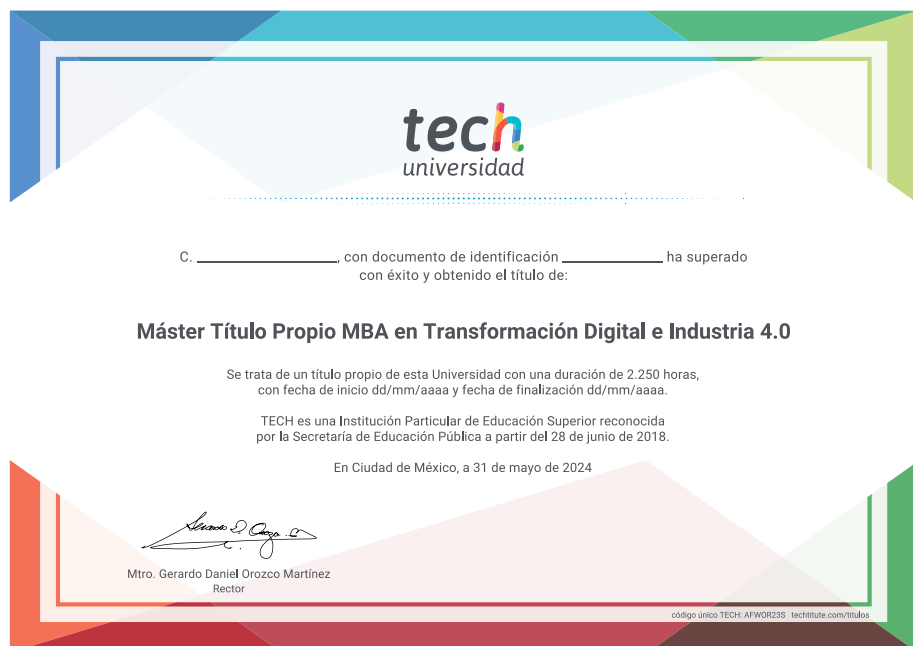 tech
universidad
C. ____________________, con documento de identificación ______________ ha superado
con éxito y obtenido el título de:
Máster Título Propio MBA en Transformación Digital e Industria 4.0
Se trata de un título propio de esta Universidad con una duración de 2.250 horas,
con fecha de inicio dd/mm/aaaa y fecha de finalización dd/mm/aaaa.
TECH es una Institución Particular de Educación Superior reconocida
por la Secretaría de Educación Pública a partir del 28 de junio de 2018.
En Ciudad de México, a 31 de mayo de 2024
Mtro. Gerardo Daniel Orozco Martínez
Rector
código único TECH: AFWOR23S techtitute.com/titulos